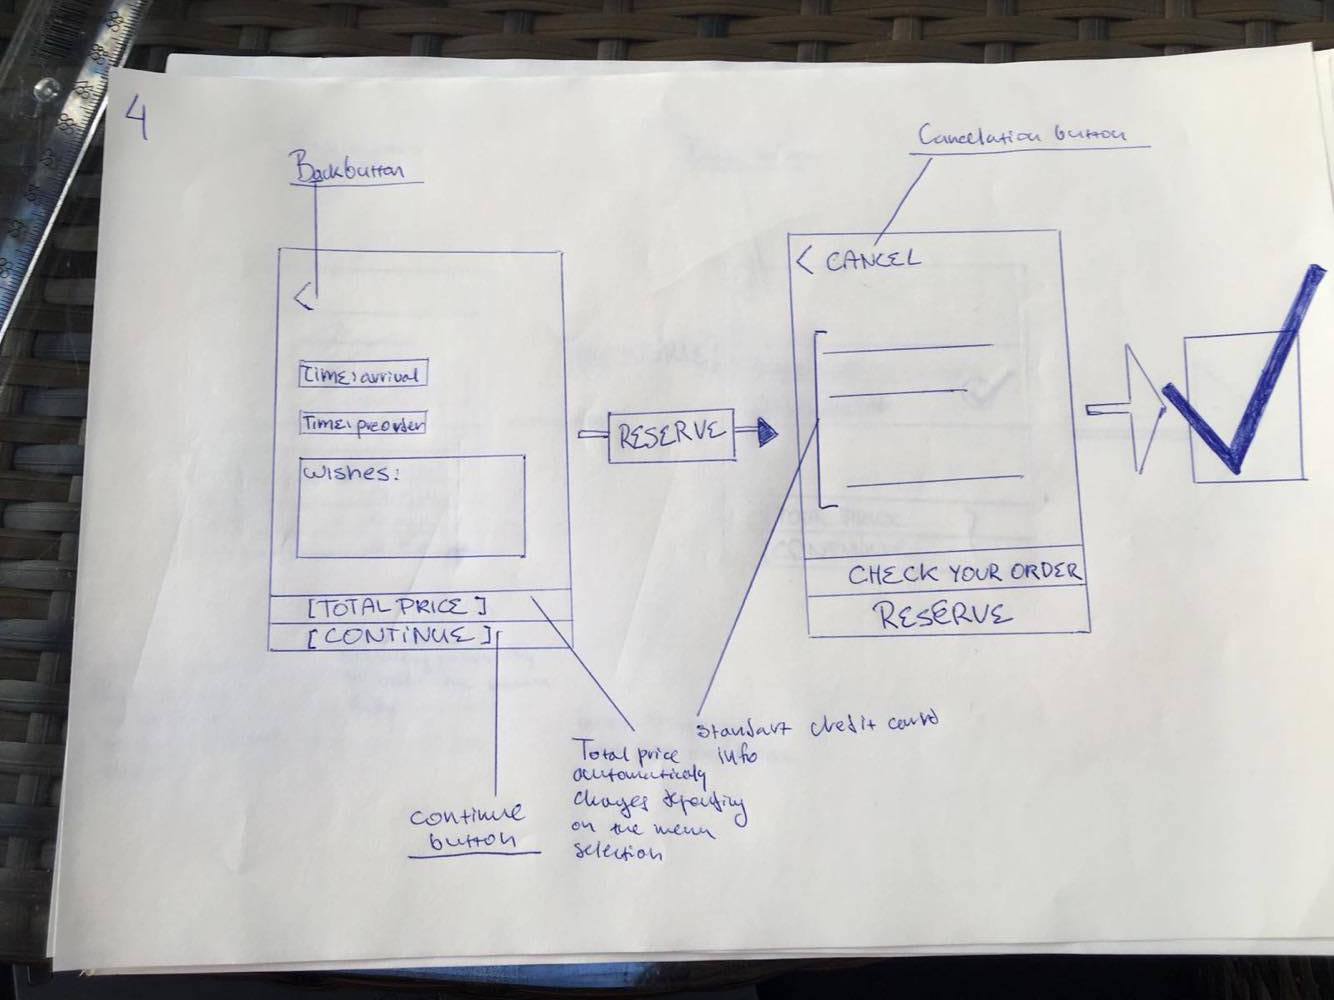 4
Backbutton
Cancelation button
<
< CANCEL
Time: arrival
Time: preorder
Wishes:
RESERVE
[TOTAL PRICE]
[CONTINUE]
CHECK YOUR ORDER
RESERVE
Standart credit card
info
Total price
automaticaly
changes depending
on the menu
selection
continue
button